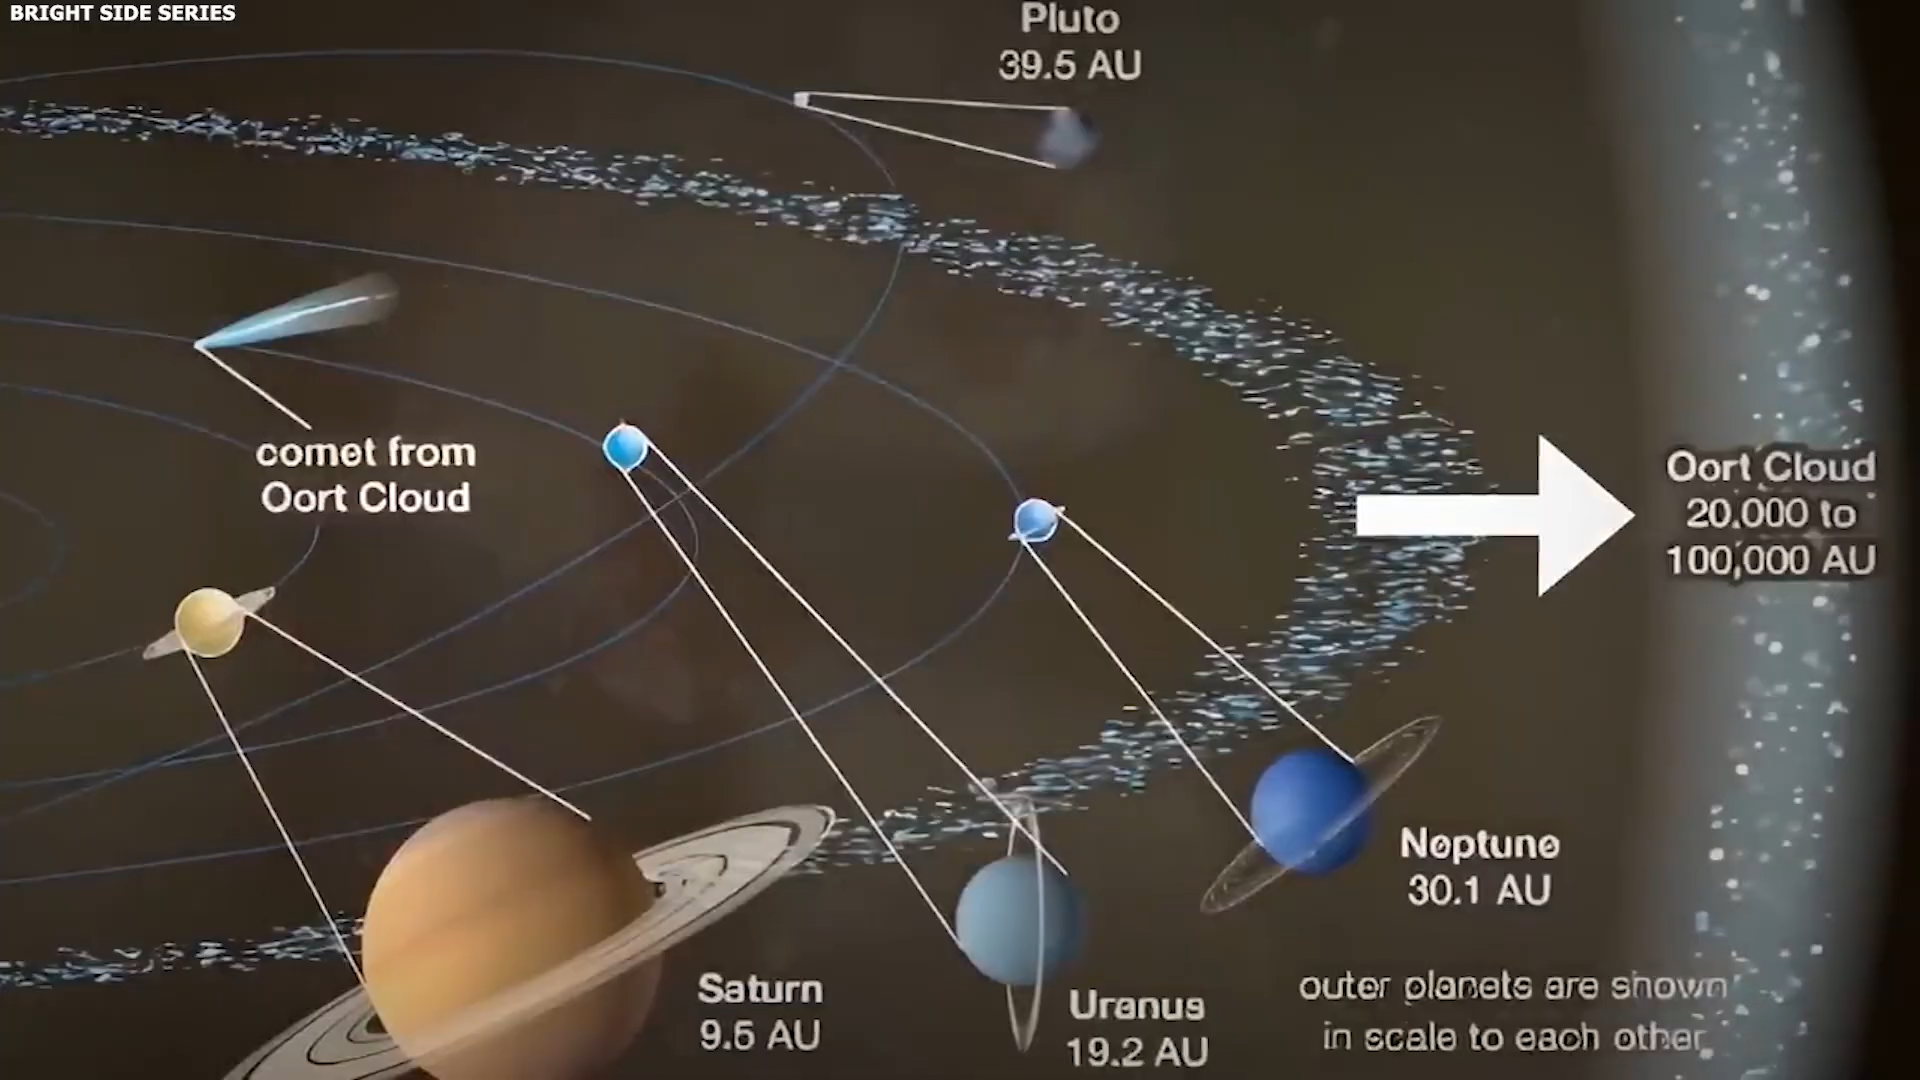 BRIGHT SIDE SERIES
Pluto
39.5 AU
comet from
Oort Cloud
Oort Cloud
20,000 to
100,000 AU
Neptune
30.1 AU
Saturn
9.5 AU
Uranus
19.2 AU
outer planets are shown
in scale to each other